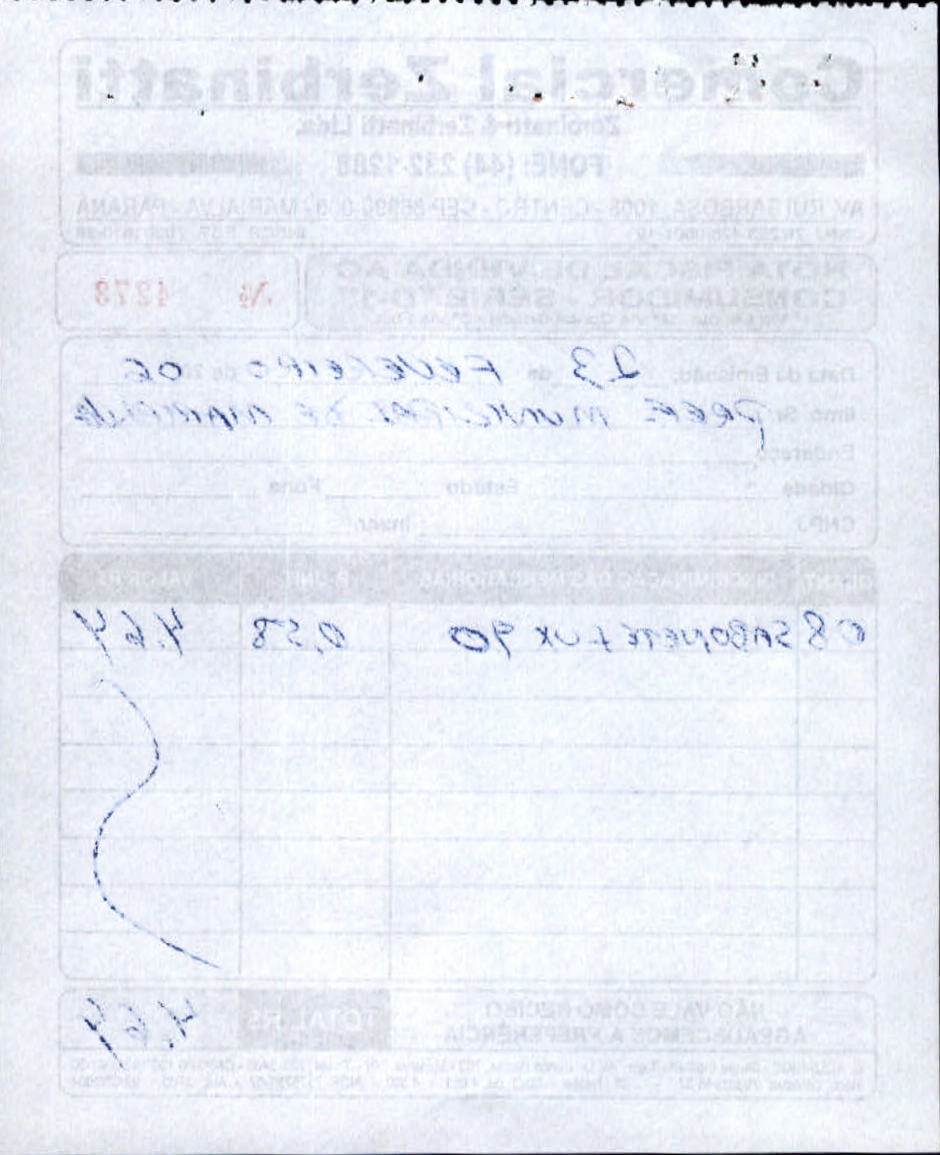 Comercial Zerbinatti
Zerbinatti & Zerbinatti Ltda.
FONE: (44) 232-1288
AV. RUI BARBOSA, - CENTRO - CEP 86990-000 - MARIALVA - PARANÁ
NOTA FISCAL DE VENDA AO
CONSUMIDOR - SÉRIE "D-1"
Nº 4278
Data da Emissão: 23 de FEVEREIRO de 20 06
Ilmo. Sr. PREF. MUNICIPAL DE MARIALVA
Endereço
Cidade Estado Fone
CNPJ Inscr.
QUANT. DISCRIMINAÇÃO DAS MERCADORIAS P. UNIT. VALOR R$
08 SABONETE LUX 90 0,58 4,64
NÃO VALE COMO RECIBO
AGRADECEMOS A PREFERÊNCIA
TOTAL R$ 4,64